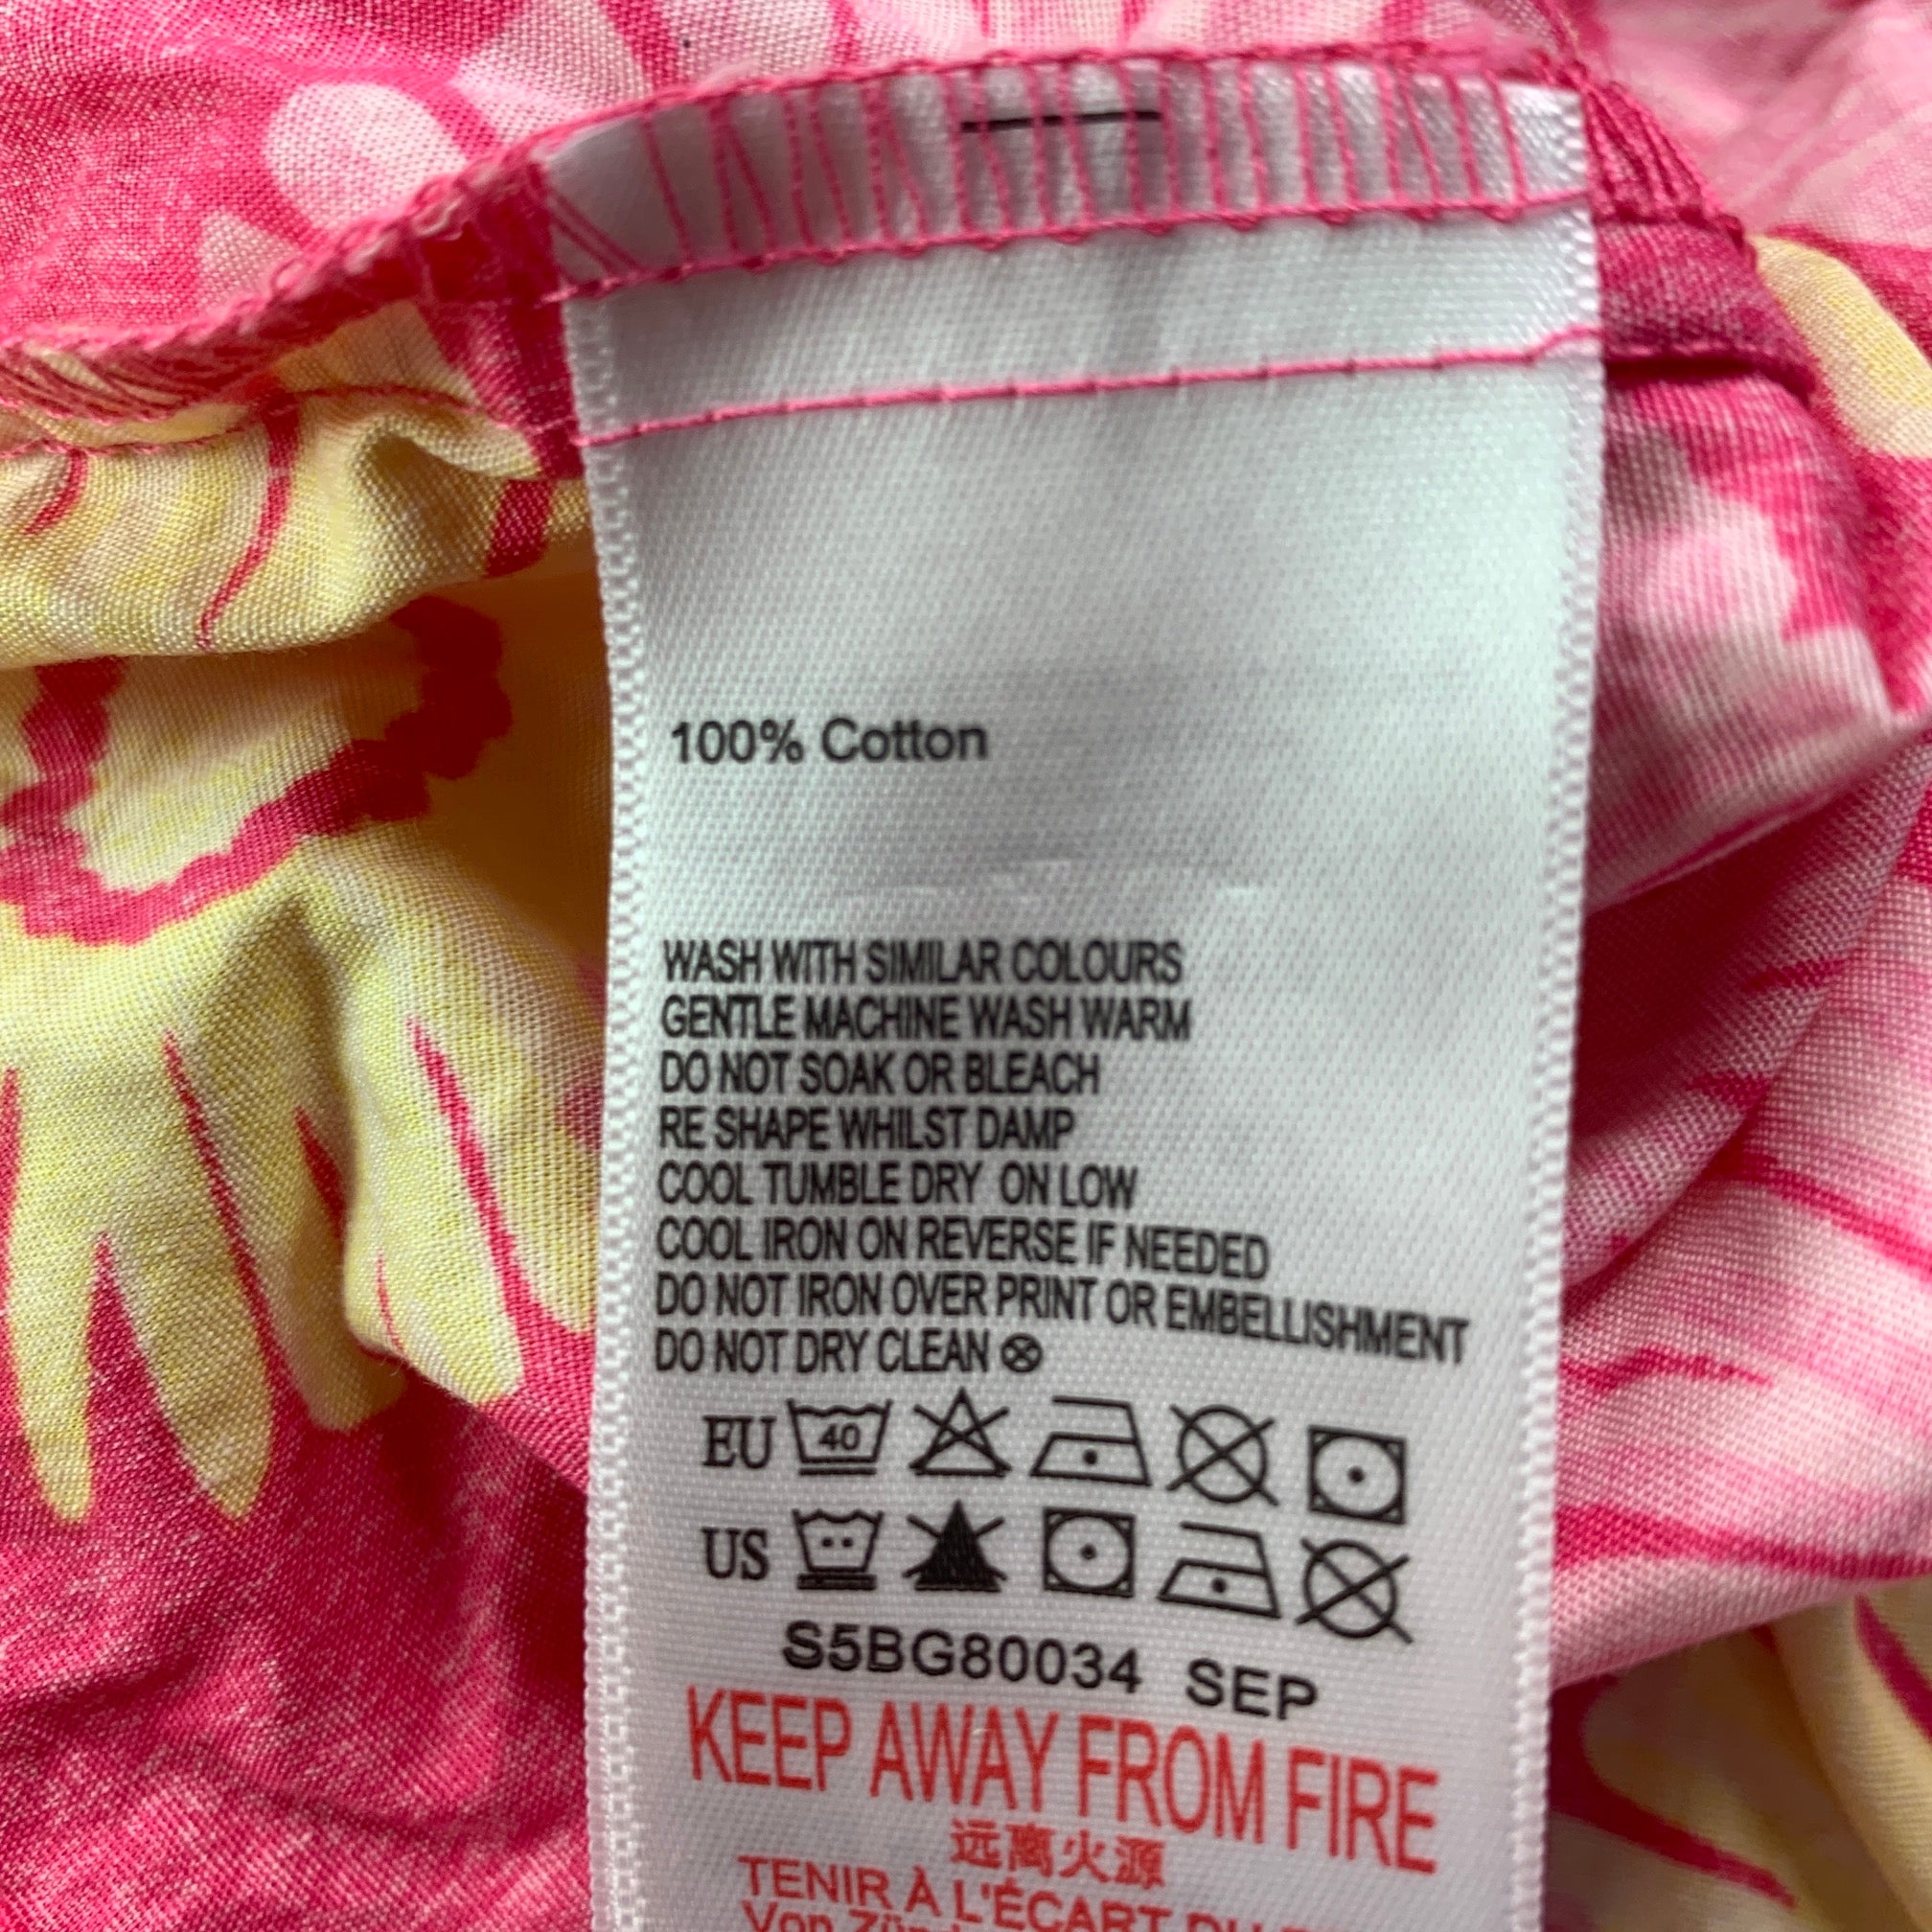 100% Cotton
WASH WITH SIMILAR COLOURS
GENTLE MACHINE WASH WARM
DO NOT SOAK OR BLEACH
RE SHAPE WHILST DAMP
COOL TUMBLE DRY ON LOW
COOL IRON ON REVERSE IF NEEDED
DO NOT IRON OVER PRINT OR EMBELLISHMENT
DO NOT DRY CLEAN
EU 40
US
S5BG80034 SEP
KEEP AWAY FROM FIRE
远离火源
TENIR À L'ÉCART DU
Von